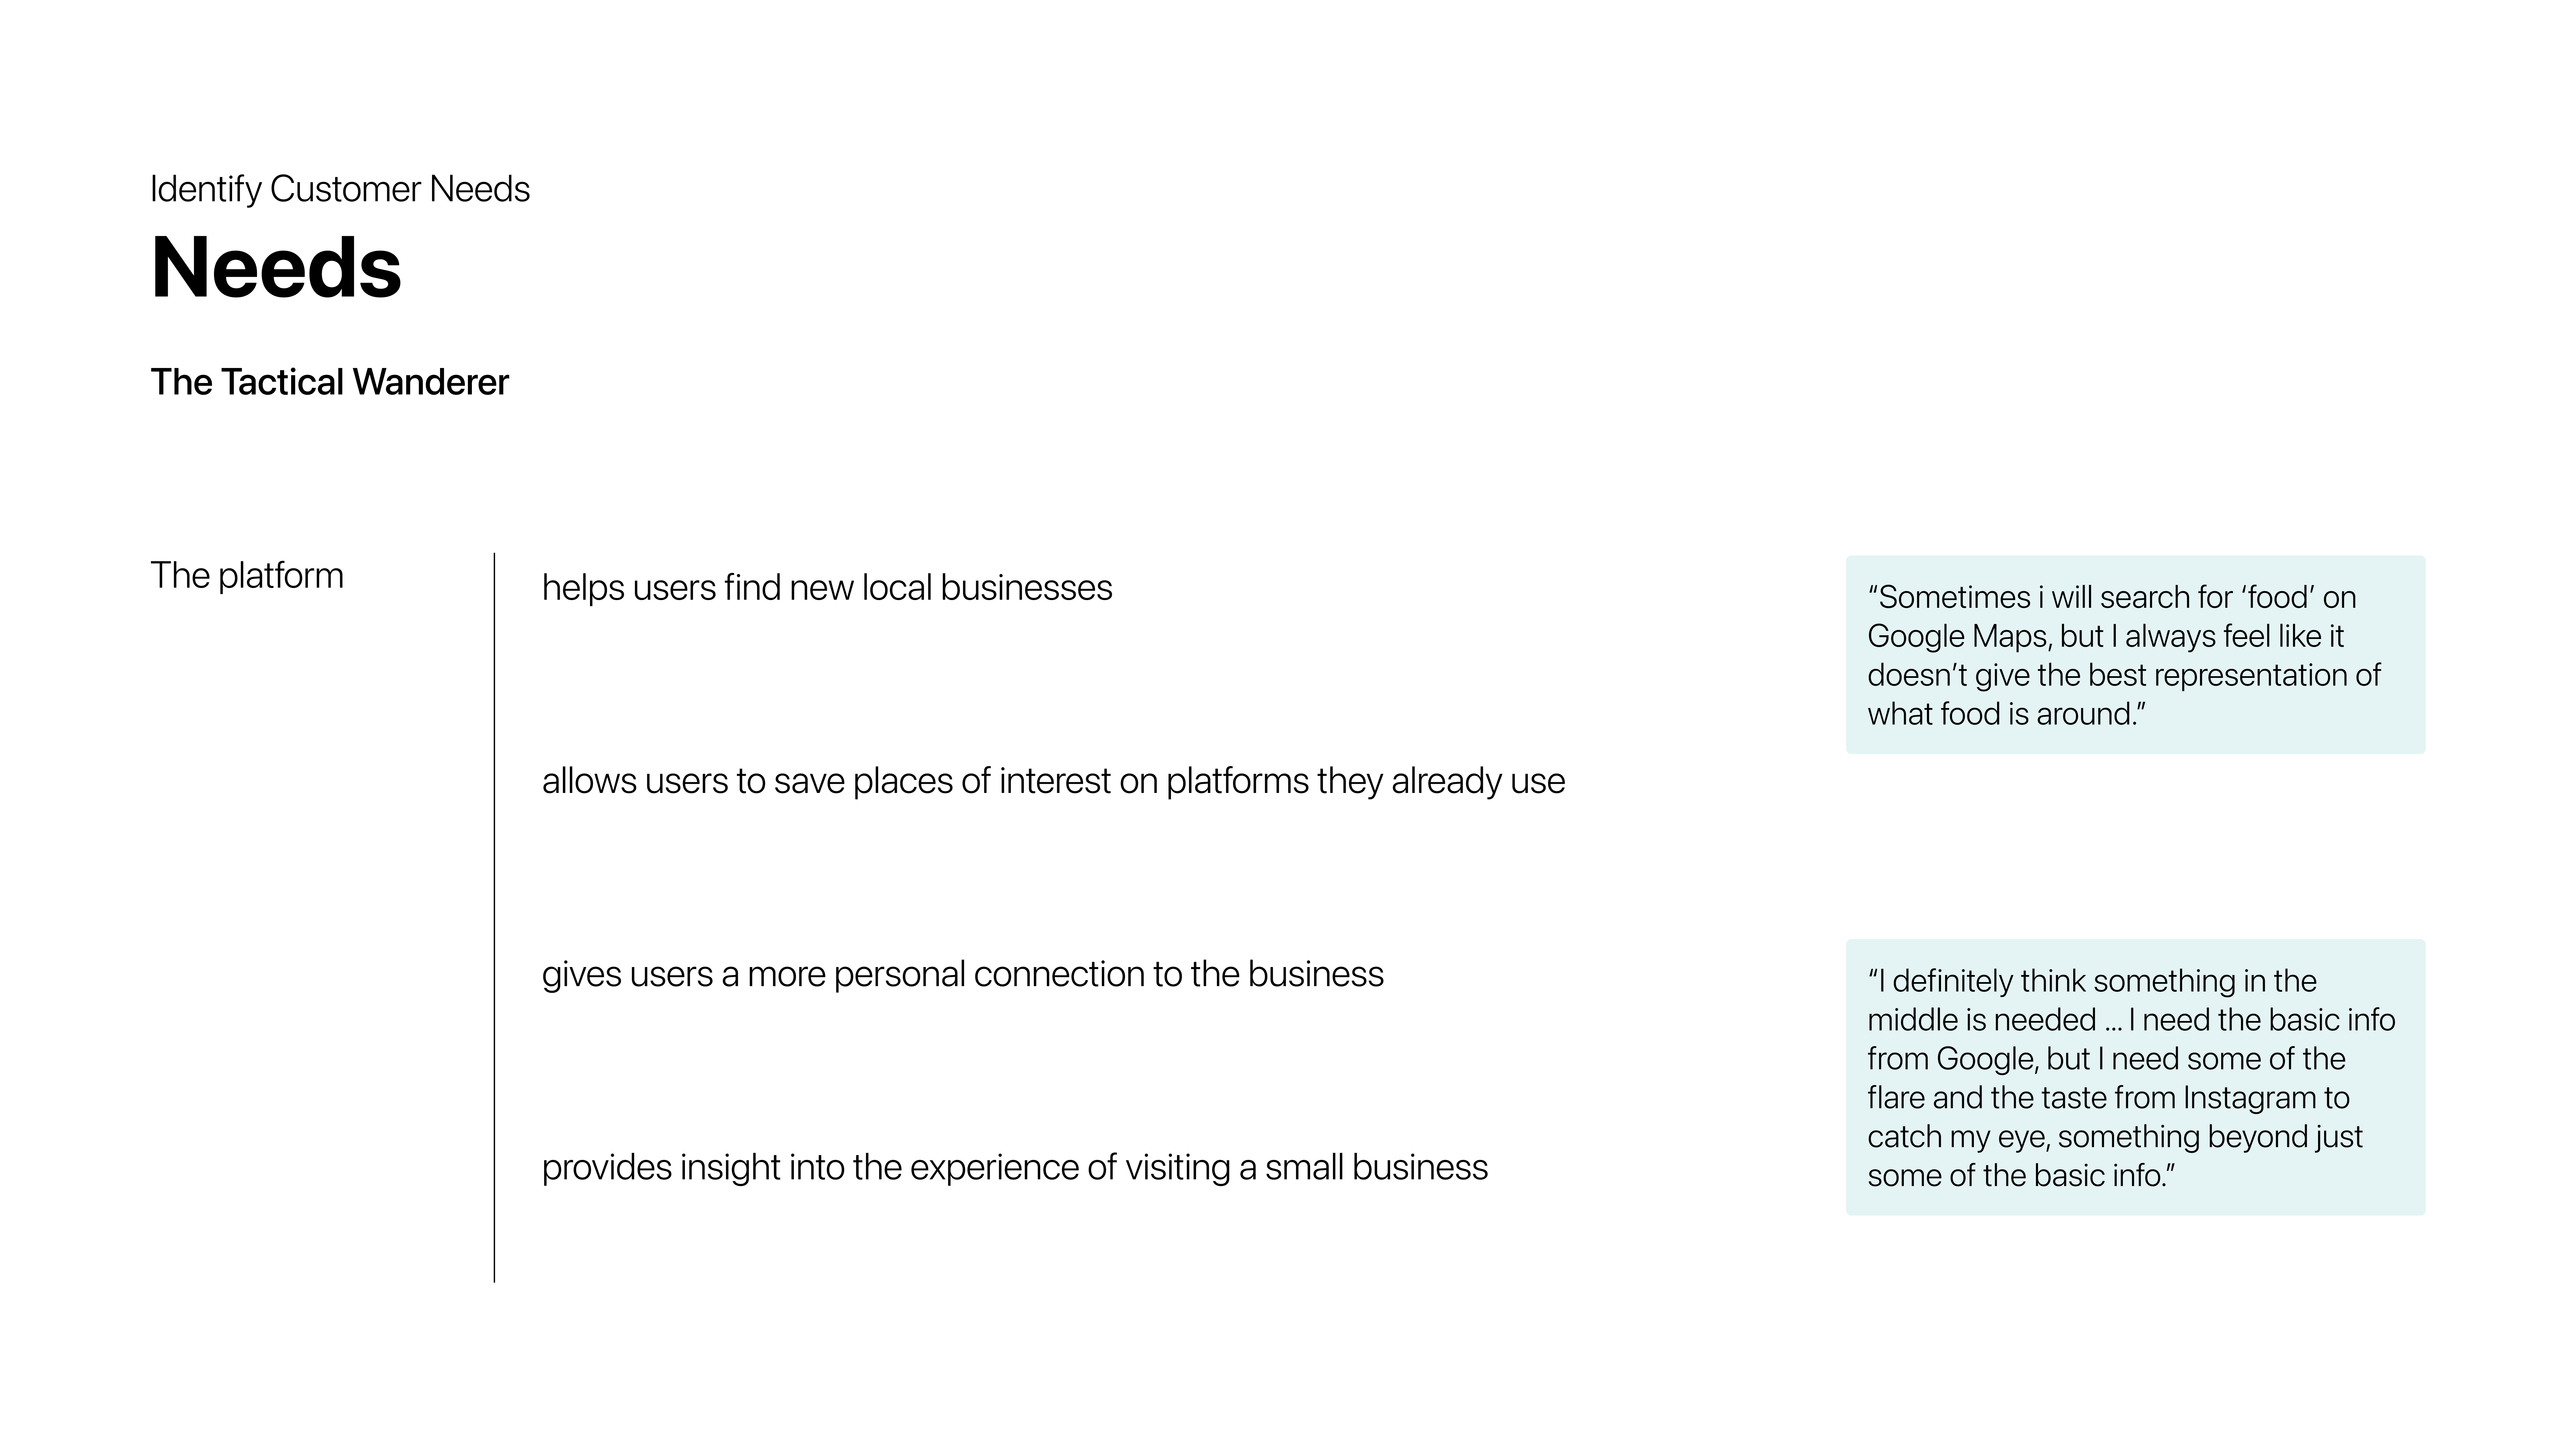 Identify Customer Needs
Needs
The Tactical Wanderer
The platform
helps users find new local businesses
allows users to save places of interest on platforms they already use
gives users a more personal connection to the business
provides insight into the experience of visiting a small business
“Sometimes i will search for ‘food’ on
Google Maps, but I always feel like it
doesn’t give the best representation of
what food is around.”
“I definitely think something in the
middle is needed ... I need the basic info
from Google, but I need some of the
flare and the taste from Instagram to
catch my eye, something beyond just
some of the basic info.”